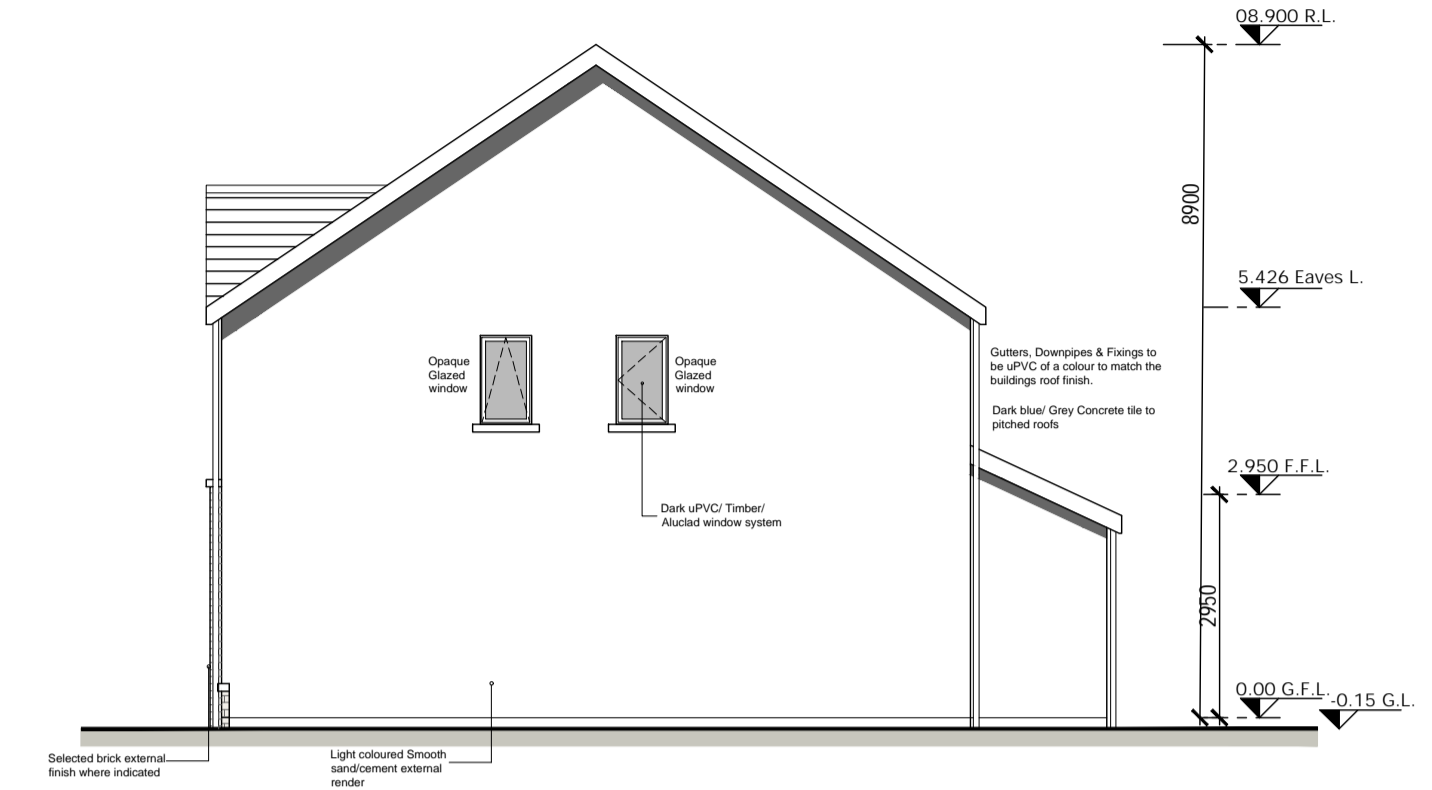 08.900 R.L.
8900
5.426 Eaves L.
Opaque
Glazed
window
Opaque
Glazed
window
Gutters, Downpipes & Fixings to
be uPVC of a colour to match the
buildings roof finish.
Dark blue/ Grey Concrete tile to
pitched roofs
2.950 F.F.L.
Dark uPVC/ Timber/
Aluclad window system
2950
0.00 G.F.L.
-0.15 G.L.
Selected brick external
finish where indicated
Light coloured Smooth
sand/cement external
render